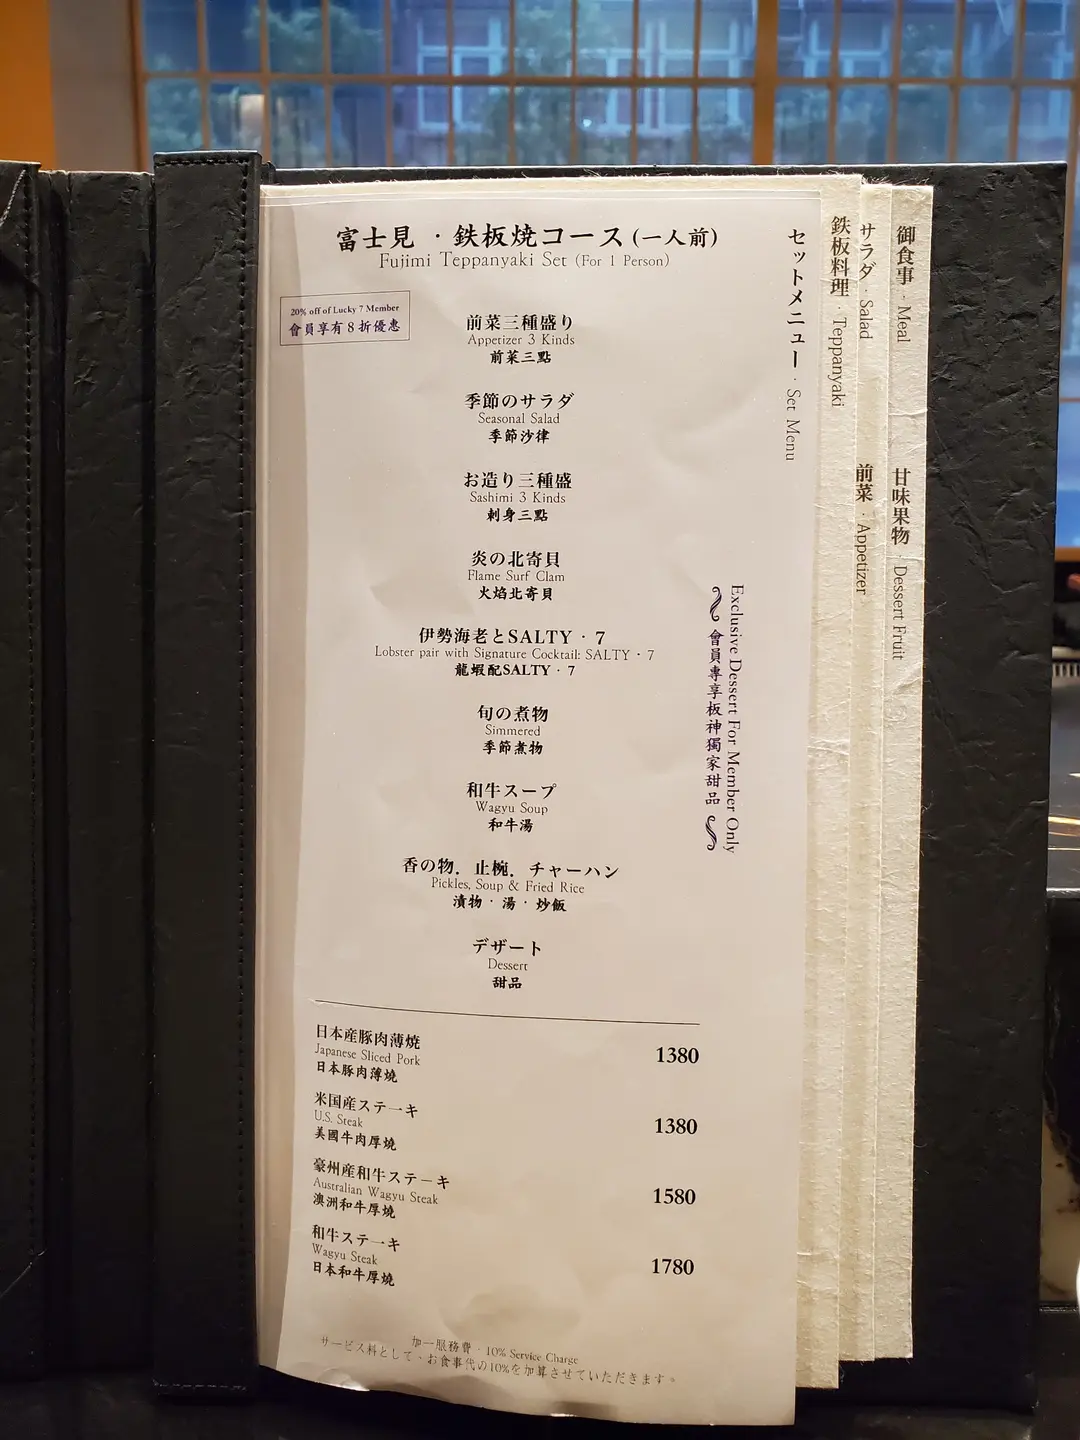 富士見 · 鉄板焼コース (一人前)
Fujimi Teppanyaki Set (For 1 Person)
20% off of Lucky 7 Member
會員享有8折優惠
前菜三種盛り
Appetizer 3 Kinds
前菜三點
季節のサラダ
Seasonal Salad
季節沙律
お造り三種盛
Sashimi 3 Kinds
刺身三點
炎の北寄貝
Flame Surf Clam
火焰北寄貝
伊勢海老とSALTY · 7
Lobster pair with Signature Cocktail: SALTY · 7
龍蝦配SALTY · 7
旬の煮物
Simmered
季節煮物
和牛スープ
Wagyu Soup
和牛湯
香の物．止椀．チャーハン
Pickles, Soup & Fried Rice
漬物 · 湯 · 炒飯
デザート
Dessert
甜品
日本産豚肉薄焼 1380
Japanese Sliced Pork
日本豚肉薄燒
米国産ステーキ 1380
U.S. Steak
美國牛肉厚燒
豪州産和牛ステーキ 1580
Australian Wagyu Steak
澳洲和牛厚燒
和牛ステーキ 1780
Wagyu Steak
日本和牛厚燒
加一服務費 · 10% Service Charge
サービス料として、お食事代の10%を加算させていただきます。
Exclusive Dessert For Member Only
會員專享板神獨家甜品
セットメニュー · Set Menu
鉄板料理 · Teppanyaki
サラダ · Salad
前菜 · Appetizer
御食事 · Meal
甘味果物 · Dessert Fruit